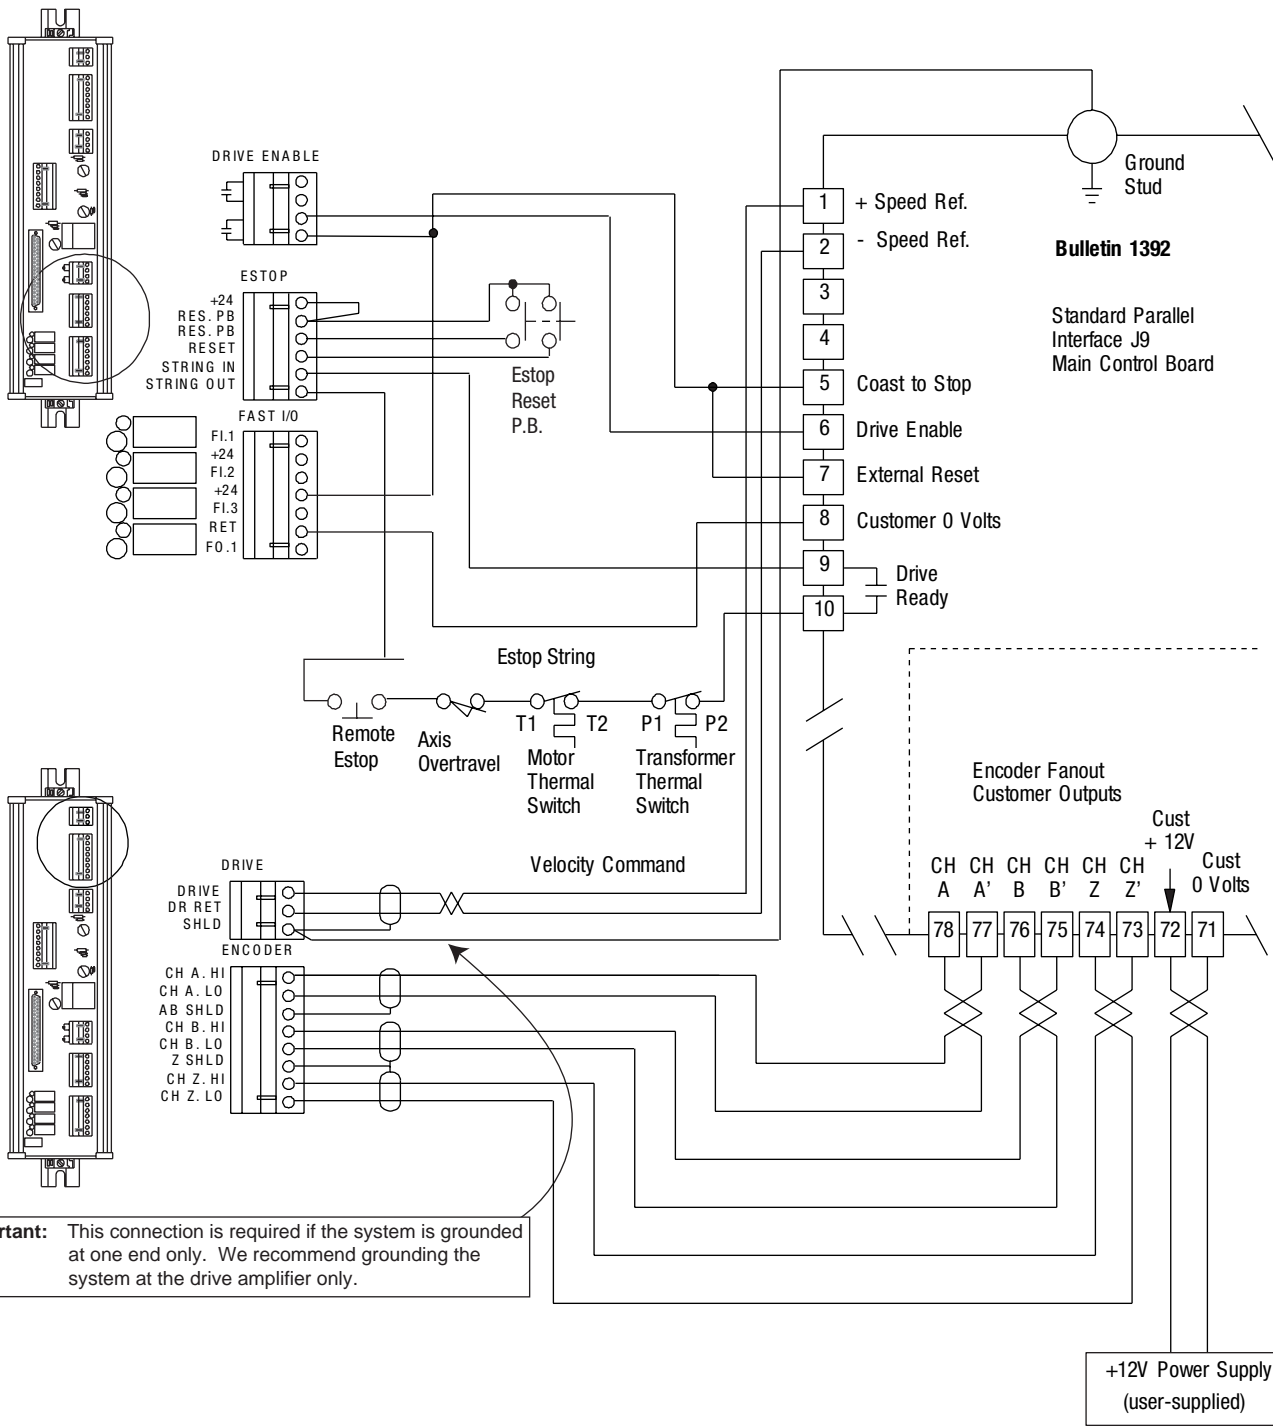 DRIVE ENABLE
ESTOP
+24
RES. PB
RES. PB
RESET
STRING IN
STRING OUT
FAST I/O
FI.1
+24
FI.2
+24
FI.3
RET
FO.1
Estop
Reset
P.B.
Ground
Stud
1 + Speed Ref.
2 - Speed Ref.
3
4
5 Coast to Stop
6 Drive Enable
7 External Reset
8 Customer 0 Volts
9
10
Drive
Ready
Bulletin 1392
Standard Parallel
Interface J9
Main Control Board
Estop String
Remote
Estop
Axis
Overtravel
T1 T2
Motor
Thermal
Switch
P1 P2
Transformer
Thermal
Switch
Encoder Fanout
Customer Outputs
Cust
+ 12V
Cust
0 Volts
CH CH CH CH CH CH
A A' B B' Z Z'
78 77 76 75 74 73 72 71
Velocity Command
DRIVE
DRIVE
DR RET
SHLD
ENCODER
CH A. HI
CH A. LO
AB SHLD
CH B. HI
CH B. LO
Z SHLD
CH Z. HI
CH Z. LO
rtant: This connection is required if the system is grounded
at one end only. We recommend grounding the
system at the drive amplifier only.
+12V Power Supply
(user-supplied)